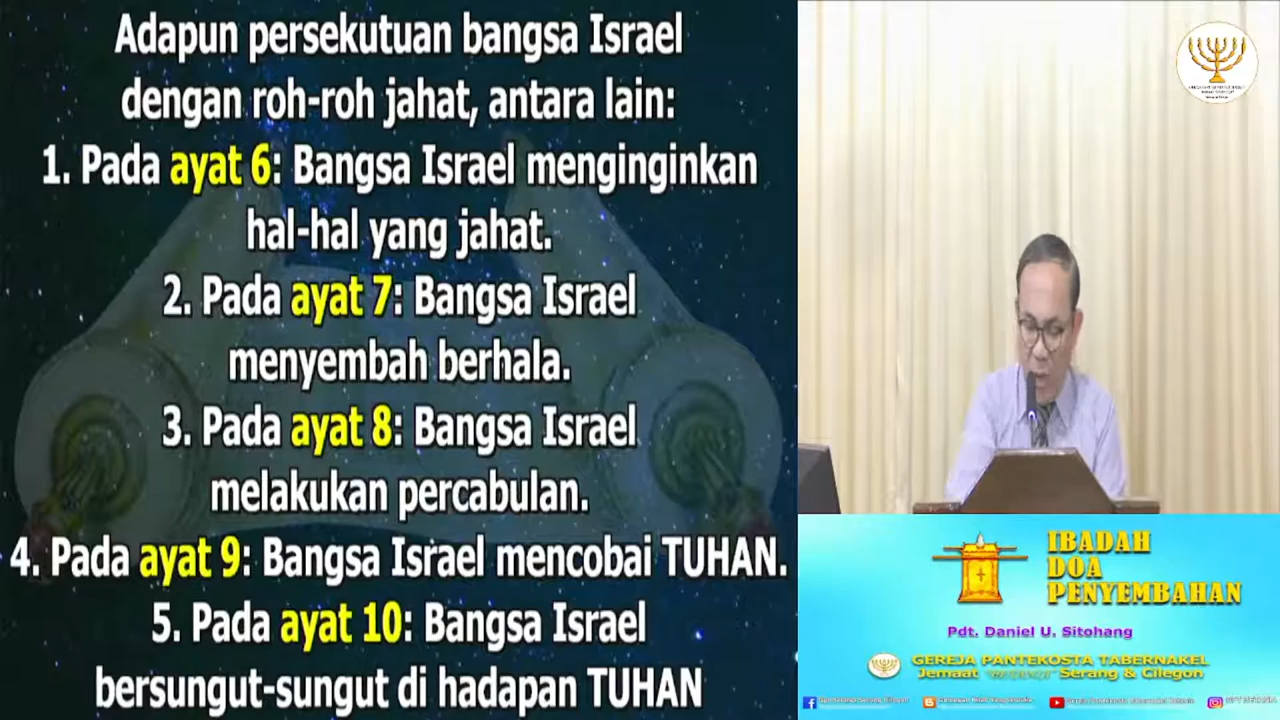 Adapun persekutuan bangsa Israel
dengan roh-roh jahat, antara lain:
1. Pada ayat 6: Bangsa Israel menginginkan
hal-hal yang jahat.
2. Pada ayat 7: Bangsa Israel
menyembah berhala.
3. Pada ayat 8: Bangsa Israel
melakukan percabulan.
4. Pada ayat 9: Bangsa Israel mencobai TUHAN.
5. Pada ayat 10: Bangsa Israel
bersungut-sungut di hadapan TUHAN
IBADAH
DOA
PENYEMBAHAN
Pdt. Daniel U. Sitohang
GEREJA PANTEKOSTA TABERNAKEL
Jemaat Serang & Cilegon